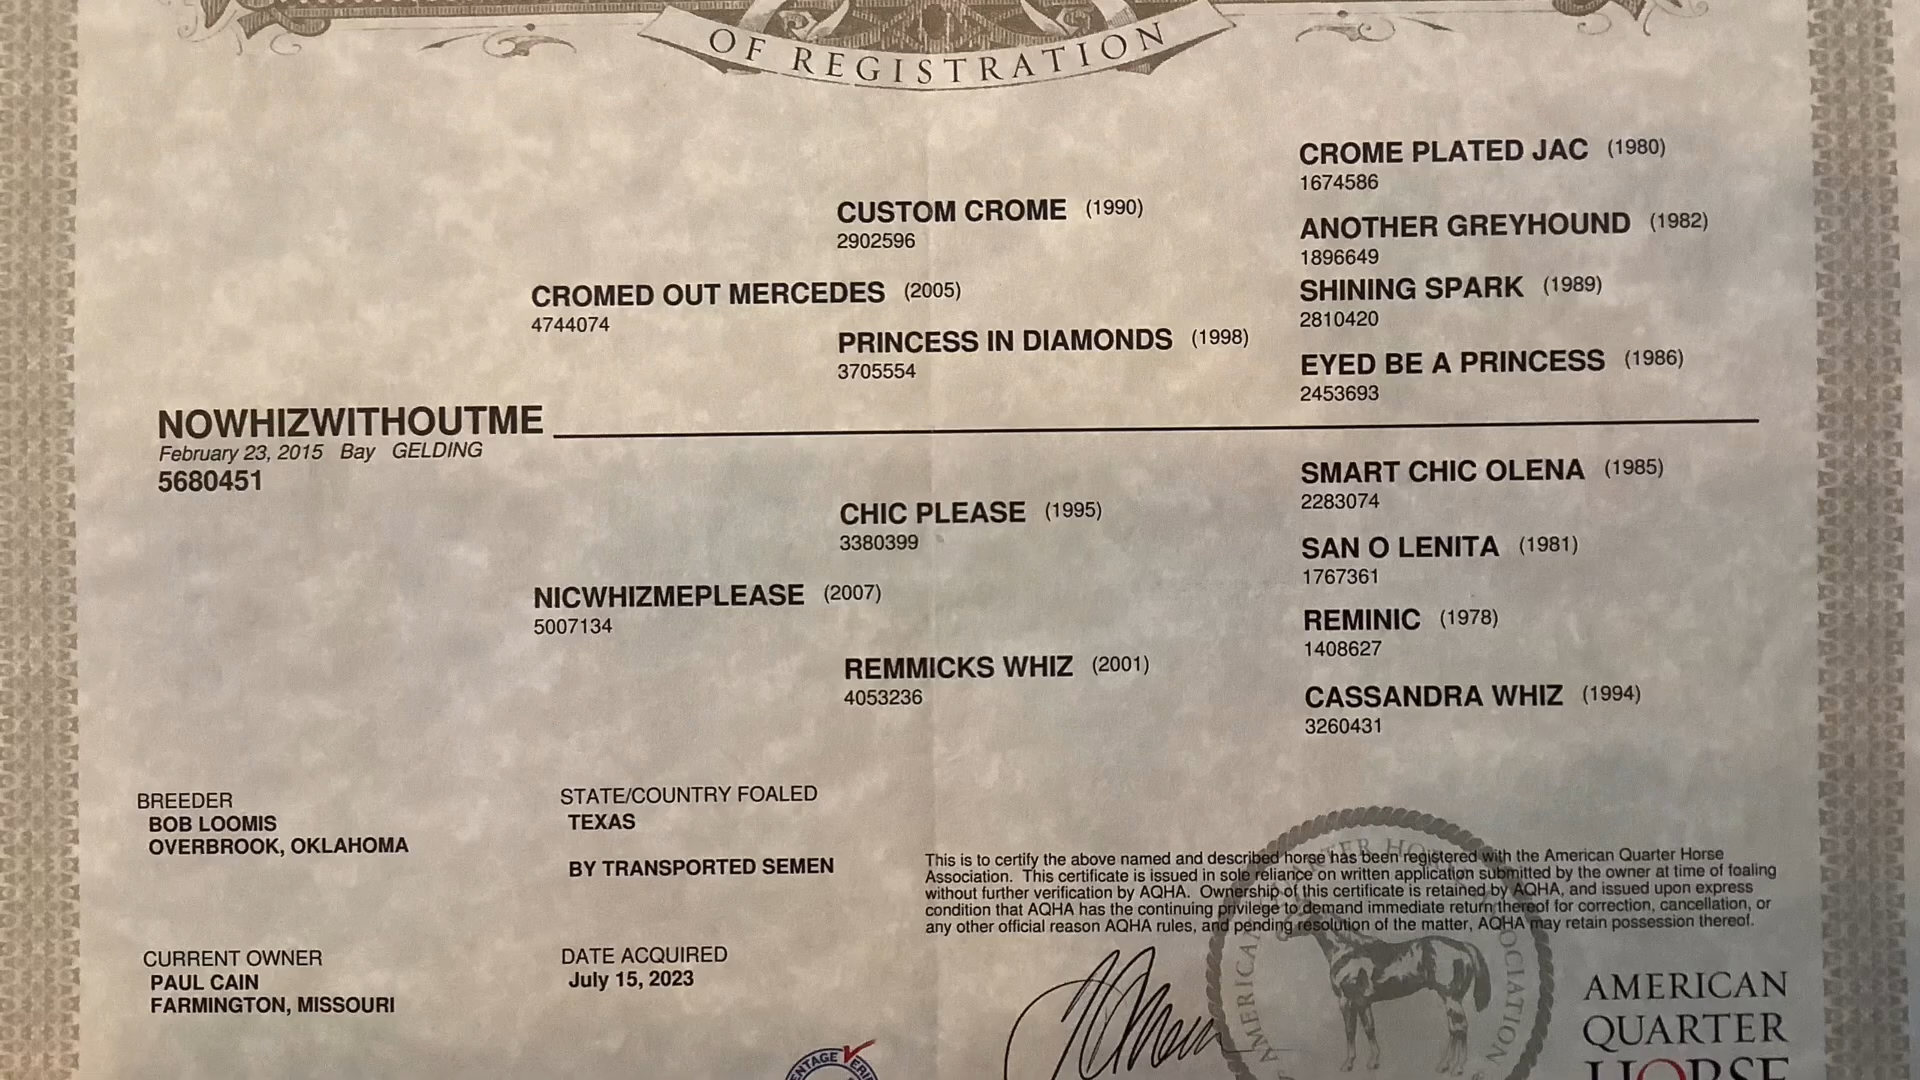 OF REGISTRATION
CROME PLATED JAC (1980)
1674586
CUSTOM CROME (1990)
2902596
ANOTHER GREYHOUND (1982)
1896649
CROMED OUT MERCEDES (2005)
4744074
SHINING SPARK (1989)
2810420
PRINCESS IN DIAMONDS (1998)
3705554
EYED BE A PRINCESS (1986)
2453693
NOWHIZWITHOUTME
February 23, 2015 Bay GELDING
5680451
SMART CHIC OLENA (1985)
2283074
CHIC PLEASE (1995)
3380399
SAN O LENITA (1981)
1767361
NICWHIZMEPLEASE (2007)
5007134
REMINIC (1978)
1408627
REMMICKS WHIZ (2001)
4053236
CASSANDRA WHIZ (1994)
3260431
BREEDER
BOB LOOMIS
OVERBROOK, OKLAHOMA
STATE/COUNTRY FOALED
TEXAS
BY TRANSPORTED SEMEN
This is to certify the above named and described horse has been registered with the American Quarter Horse
Association. This certificate is issued in sole reliance on written application submitted by the owner at time of foaling
without further verification by AQHA. Ownership of this certificate is retained by AQHA, and issued upon express
condition that AQHA has the continuing privilege to demand immediate return thereof for correction, cancellation, or
any other official reason AQHA rules, and pending resolution of the matter, AQHA may retain possession thereof.
CURRENT OWNER
PAUL CAIN
FARMINGTON, MISSOURI
DATE ACQUIRED
July 15, 2023
AMERICAN
QUARTER
HORSE